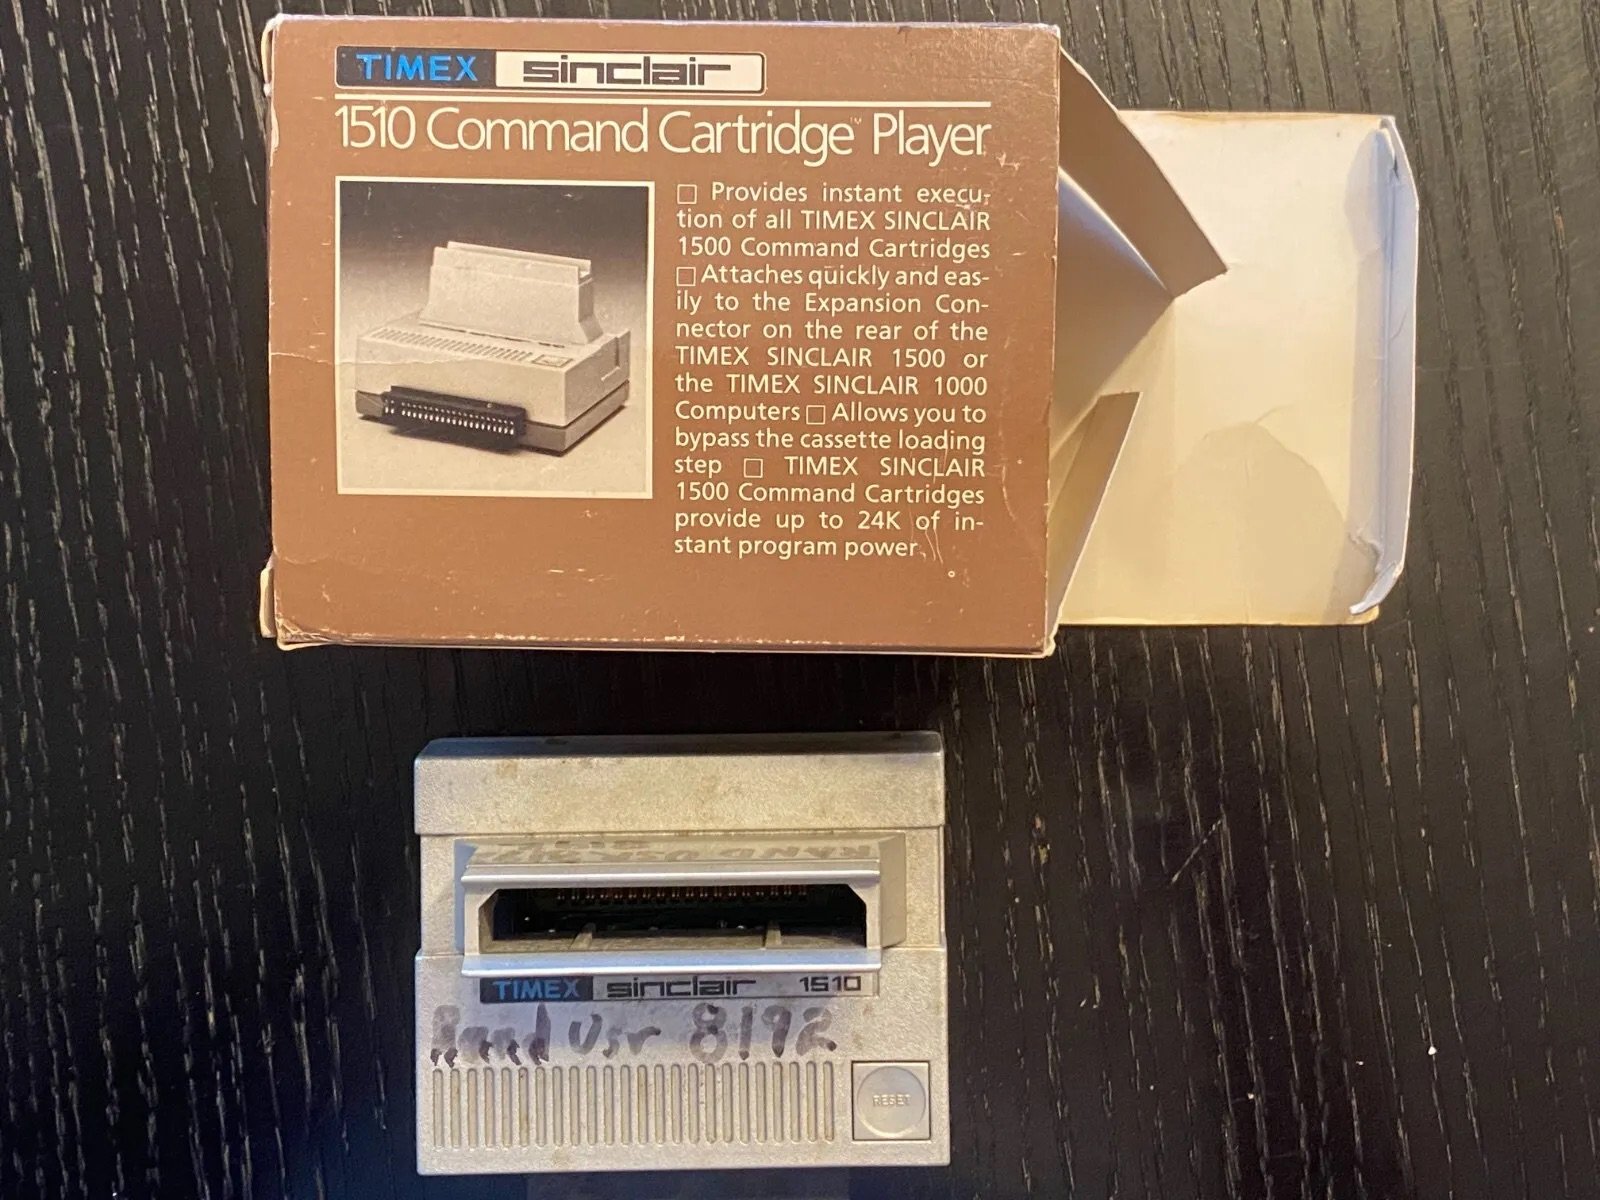 TIMEX sinclair
1510 Command Cartridge™ Player
□ Provides instant execu-
tion of all TIMEX SINCLAIR
1500 Command Cartridges
□ Attaches quickly and eas-
ily to the Expansion Con-
nector on the rear of the
TIMEX SINCLAIR 1500 or
the TIMEX SINCLAIR 1000
Computers □ Allows you to
bypass the cassette loading
step □ TIMEX SINCLAIR
1500 Command Cartridges
provide up to 24K of in-
stant program power.
TIMEX sinclair 1510
Rand Usr 8192
RESET